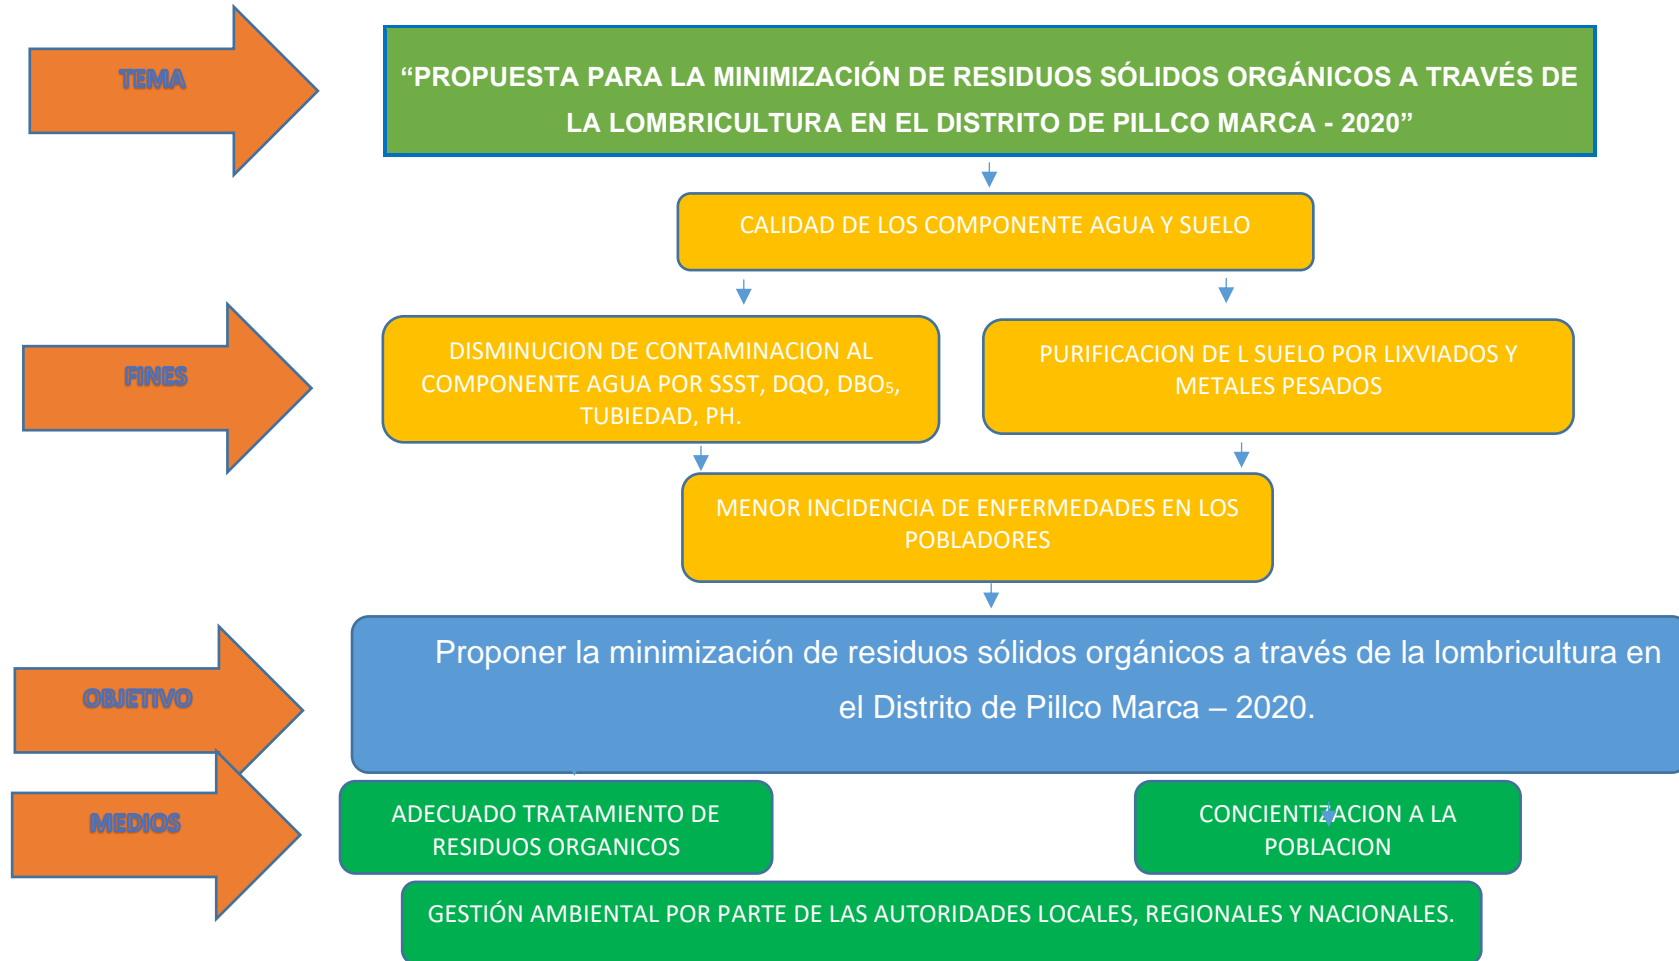 TEMA
“PROPUESTA PARA LA MINIMIZACIÓN DE RESIDUOS SÓLIDOS ORGÁNICOS A TRAVÉS DE
LA LOMBRICULTURA EN EL DISTRITO DE PILLCO MARCA - 2020”
CALIDAD DE LOS COMPONENTE AGUA Y SUELO
FINES
DISMINUCION DE CONTAMINACION AL
COMPONENTE AGUA POR SSST, DQO, DBO₅,
TUBIEDAD, PH.
PURIFICACION DE L SUELO POR LIXVIADOS Y
METALES PESADOS
MENOR INCIDENCIA DE ENFERMEDADES EN LOS
POBLADORES
OBJETIVO
Proponer la minimización de residuos sólidos orgánicos a través de la lombricultura en
el Distrito de Pillco Marca – 2020.
MEDIOS
ADECUADO TRATAMIENTO DE
RESIDUOS ORGANICOS
CONCIENTIZACION A LA
POBLACION
GESTIÓN AMBIENTAL POR PARTE DE LAS AUTORIDADES LOCALES, REGIONALES Y NACIONALES.